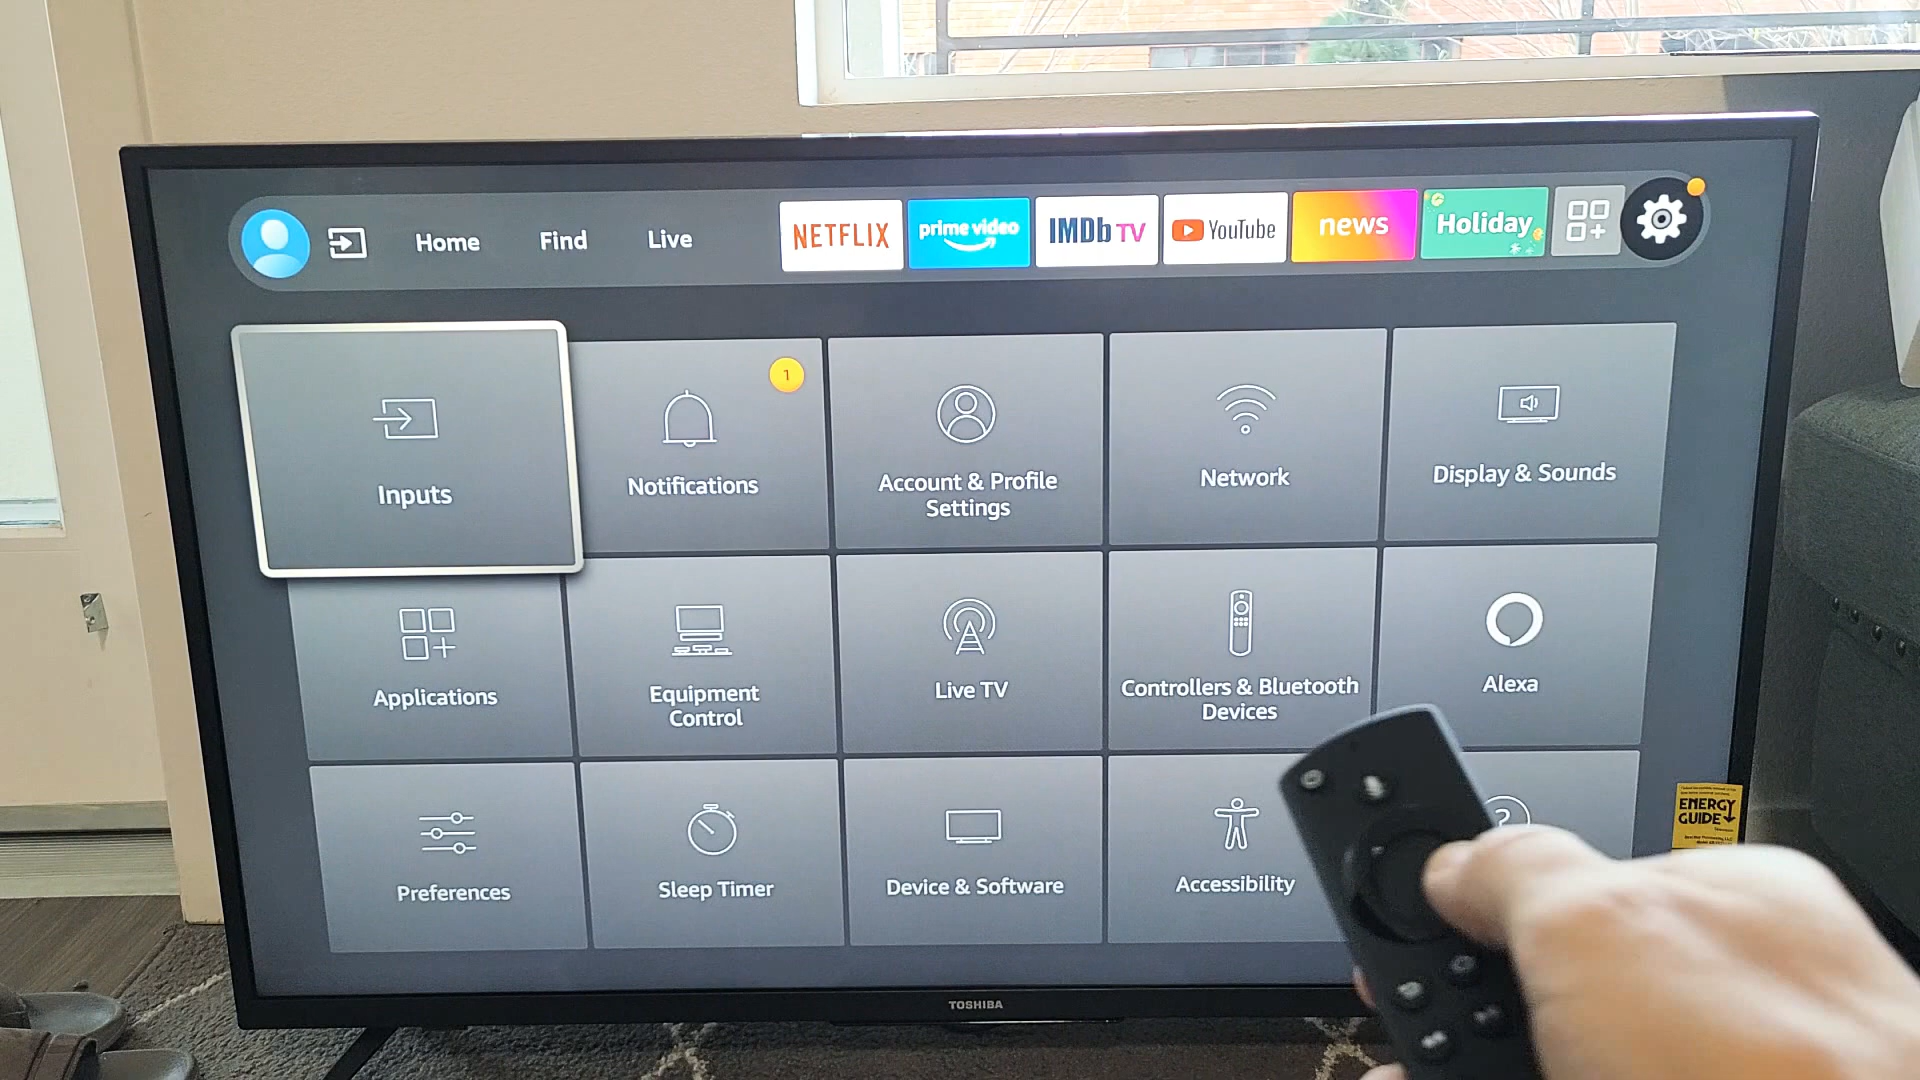 Home
Find
Live
NETFLIX
prime video
IMDb TV
YouTube
news
Holiday
Inputs
1
Notifications
Account & Profile
Settings
Network
Display & Sounds
Applications
Equipment
Control
Live TV
Controllers & Bluetooth
Devices
Alexa
Preferences
Sleep Timer
Device & Software
Accessibility
?
ENERGY
GUIDE
TOSHIBA